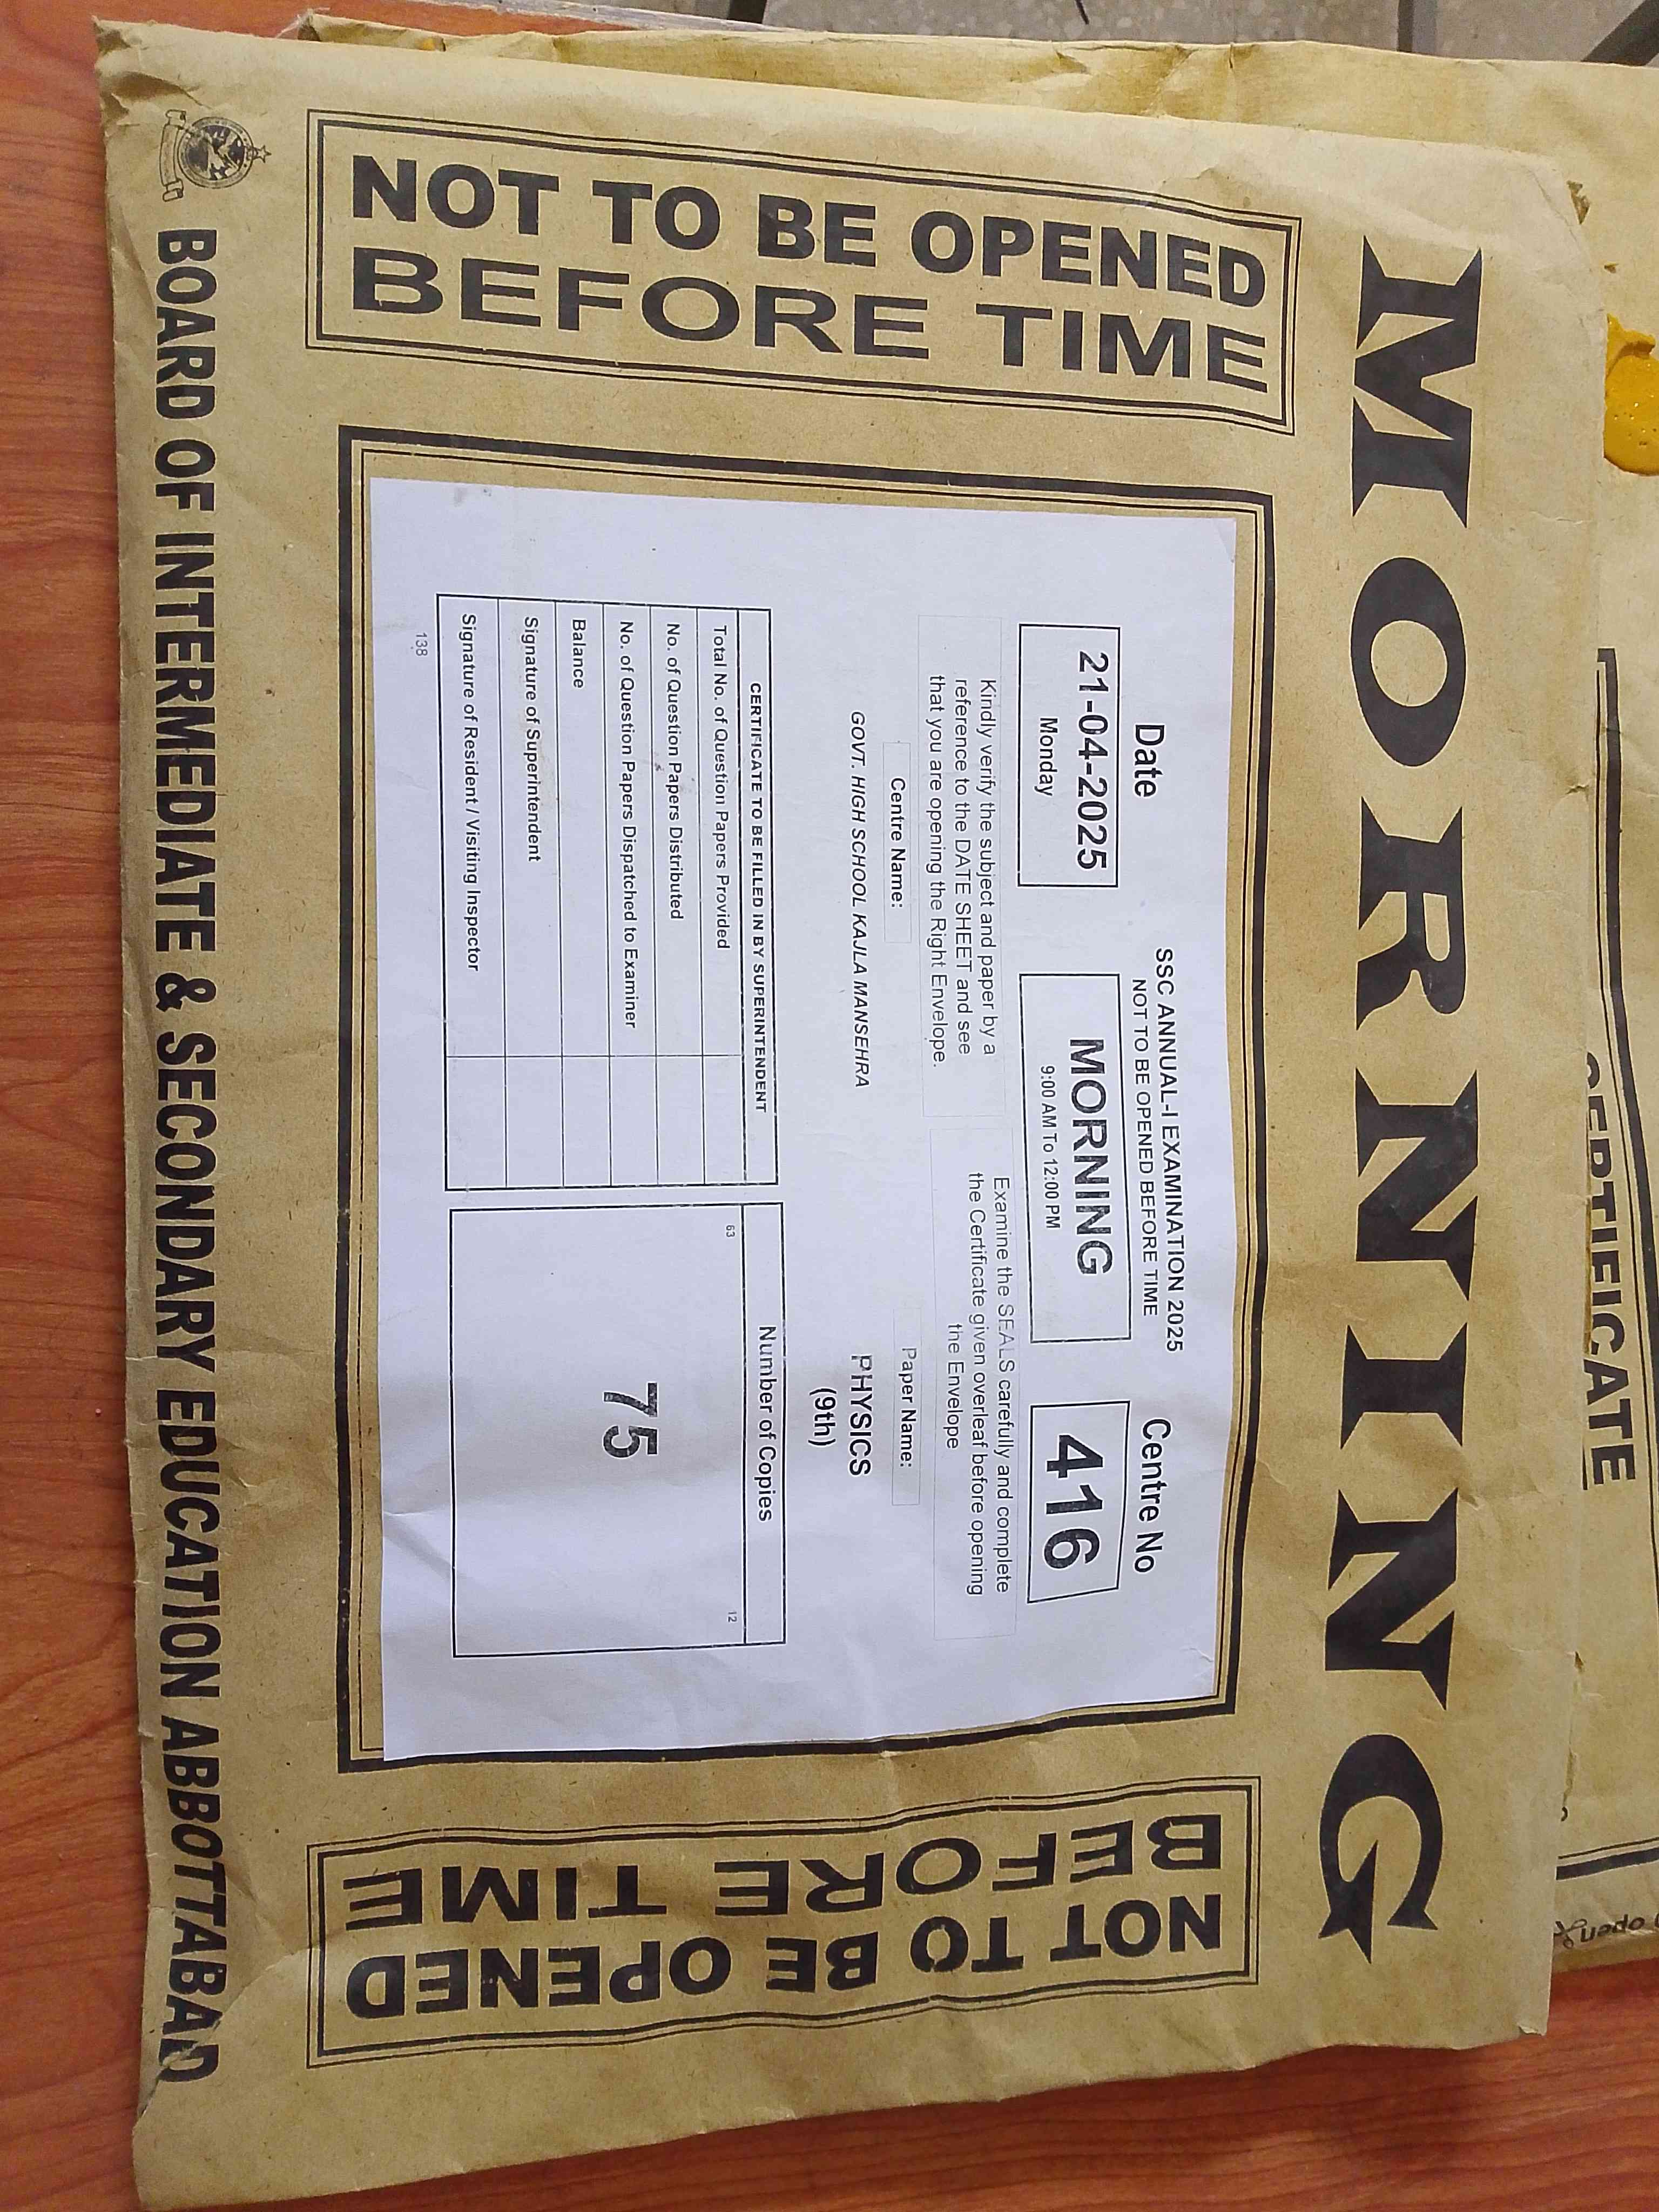 MORNING
NOT TO BE OPENED
BEFORE TIME
SSC ANNUAL-I EXAMINATION 2025
NOT TO BE OPENED BEFORE TIME
Date
21-04-2025
Monday
MORNING
9:00 AM To 12:00 PM
Centre No
416
Kindly verify the subject and paper by a
reference to the DATE SHEET and see
that you are opening the Right Envelope.
Examine the SEALS carefully and complete
the Certificate given overleaf before opening
the Envelope
Centre Name:
GOVT. HIGH SCHOOL KAJLA MANSEHRA
Paper Name:
PHYSICS
(9th)
CERTIFICATE TO BE FILLED IN BY SUPERINTENDENT
Total No. of Question Papers Provided
No. of Question Papers Distributed
No. of Question Papers Dispatched to Examiner
Balance
Signature of Superintendent
Signature of Resident / Visiting Inspector
138
Number of Copies
63
12
75
NOT TO BE OPENED
BEFORE TIME
BOARD OF INTERMEDIATE & SECONDARY EDUCATION ABBOTTABAD
CERTIFICATE
open